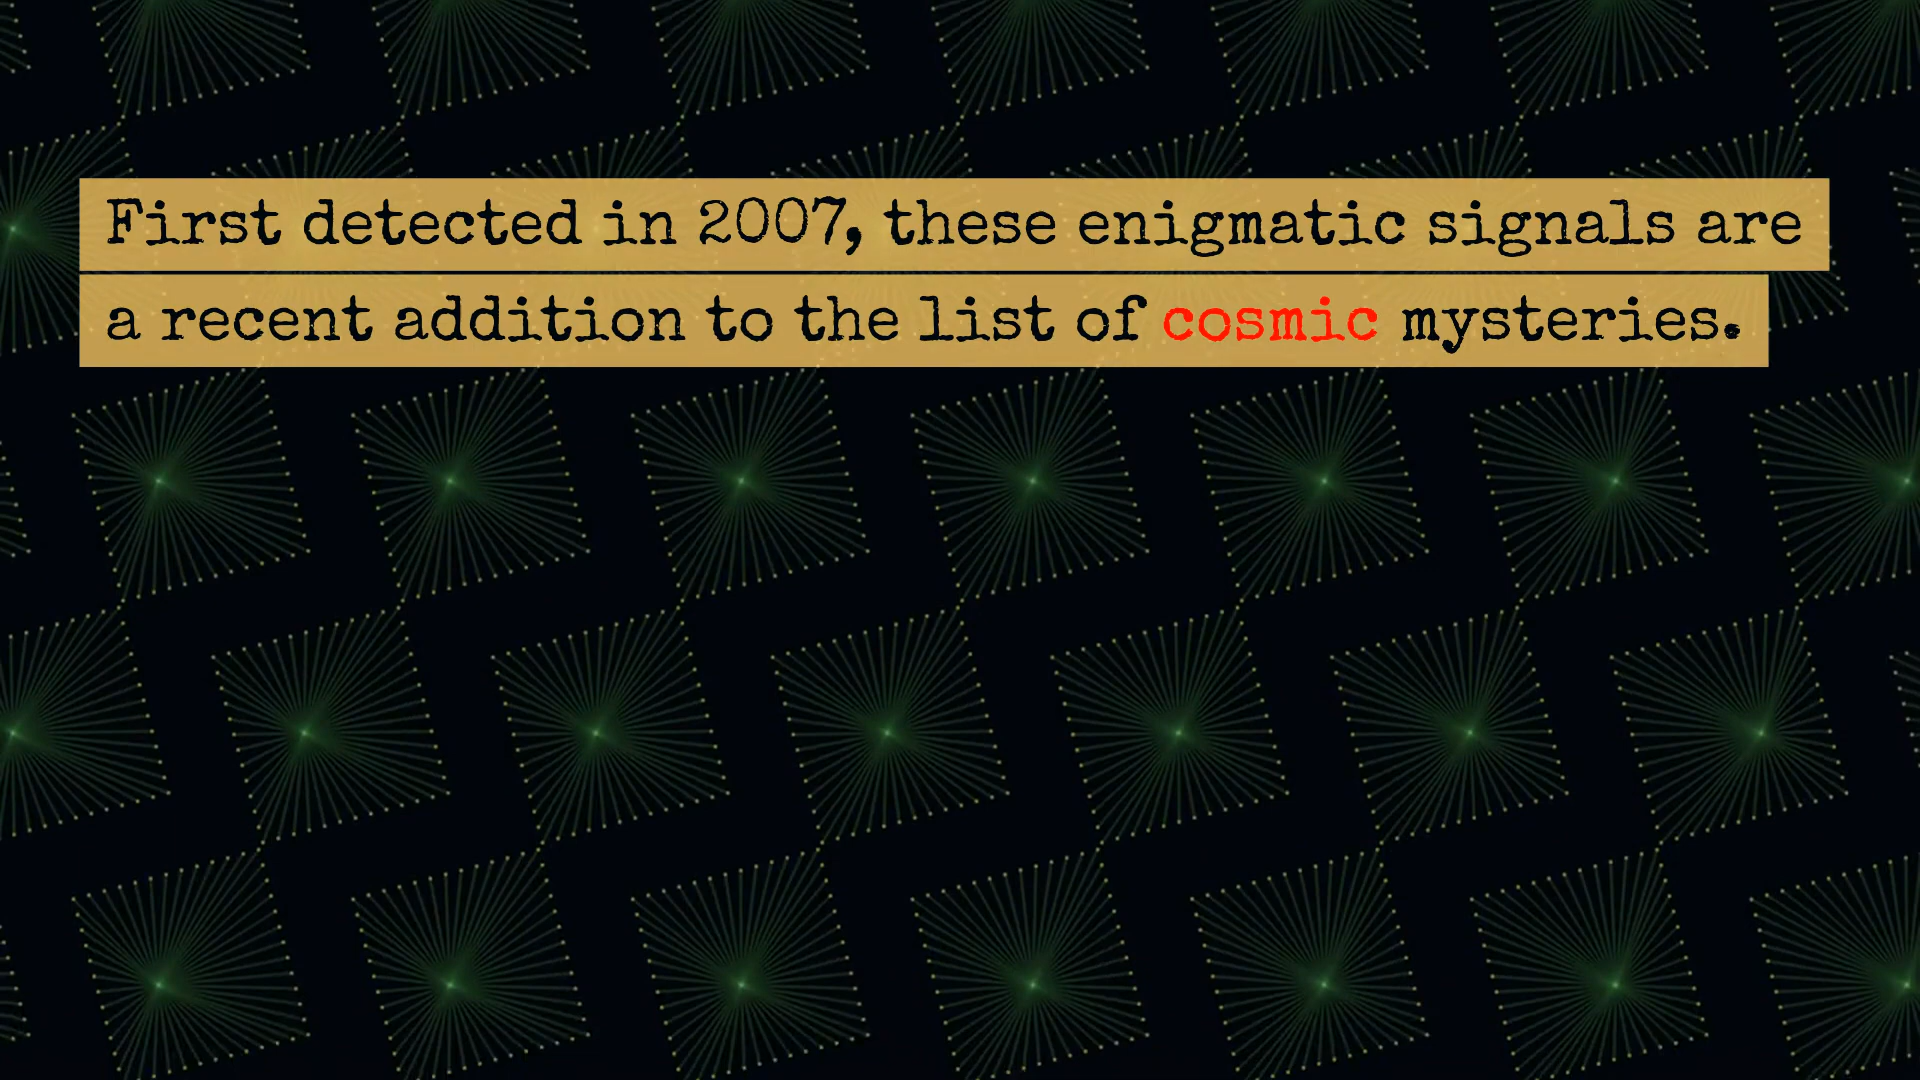 First detected in 2007, these enigmatic signals are
a recent addition to the list of cosmic mysteries.